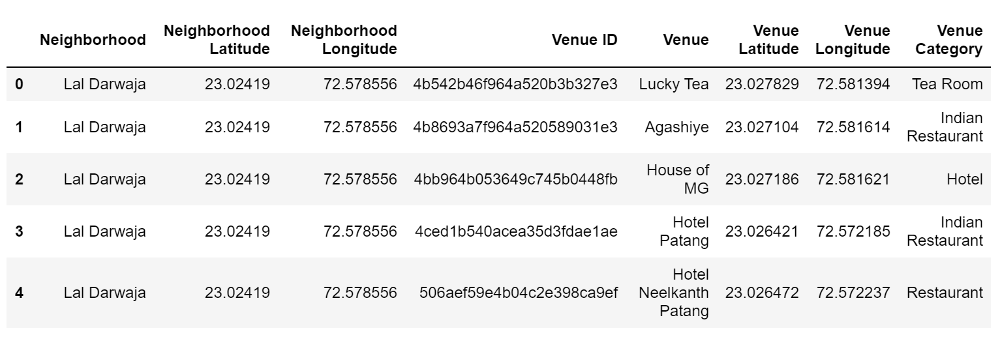 Neighborhood Neighborhood Latitude Neighborhood Longitude Venue ID Venue Venue Latitude Venue Longitude Venue Category
0 Lal Darwaja 23.02419 72.578556 4b542b46f964a520b3b327e3 Lucky Tea 23.027829 72.581394 Tea Room
1 Lal Darwaja 23.02419 72.578556 4b8693a7f964a520589031e3 Agashiye 23.027104 72.581614 Indian Restaurant
2 Lal Darwaja 23.02419 72.578556 4bb964b053649c745b0448fb House of MG 23.027186 72.581621 Hotel
3 Lal Darwaja 23.02419 72.578556 4ced1b540acea35d3fdae1ae Hotel Patang 23.026421 72.572185 Indian Restaurant
4 Lal Darwaja 23.02419 72.578556 506aef59e4b04c2e398ca9ef Hotel Neelkanth Patang 23.026472 72.572237 Restaurant